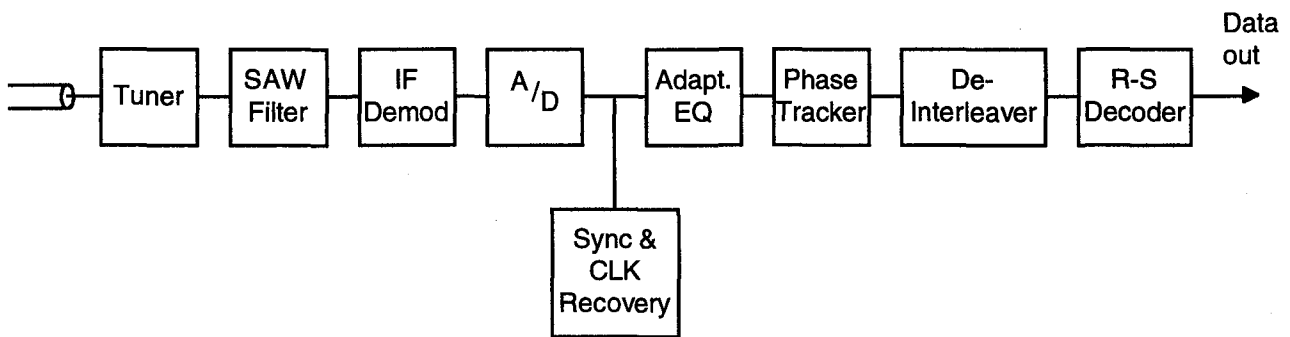 Data
out
Tuner
SAW
Filter
IF
Demod
A/D
Adapt.
EQ
Phase
Tracker
De-
Interleaver
R-S
Decoder
Sync &
CLK
Recovery